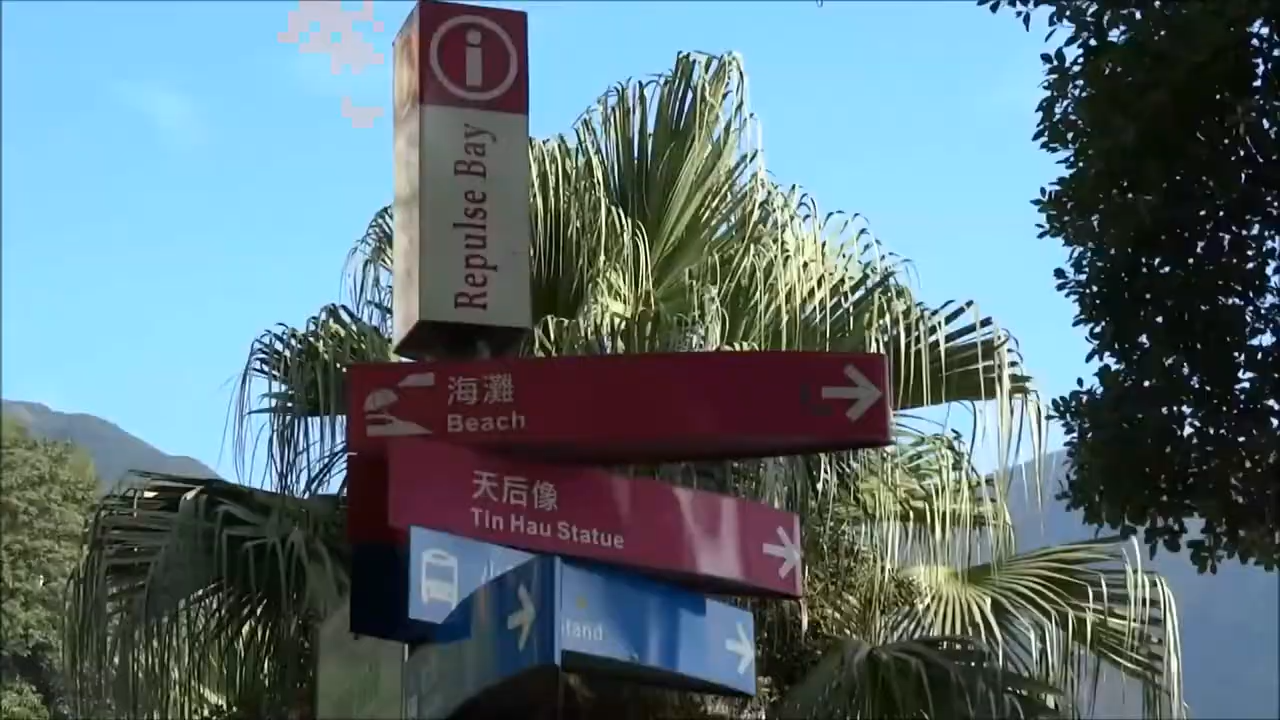 i
Repulse Bay
海灘
Beach
天后像
Tin Hau Statue